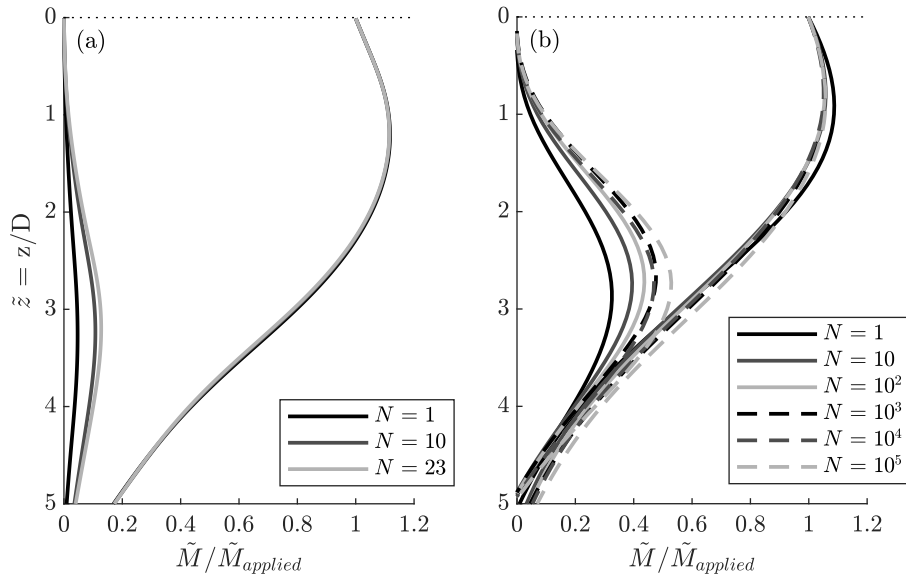 (a)
0
1
2
3
4
5
z̃ = z/D
0 0.2 0.4 0.6 0.8 1 1.2
M̃/M̃applied
N = 1
N = 10
N = 23
(b)
0
1
2
3
4
5
0 0.2 0.4 0.6 0.8 1 1.2
M̃/M̃applied
N = 1
N = 10
N = 10²
N = 10³
N = 10⁴
N = 10⁵